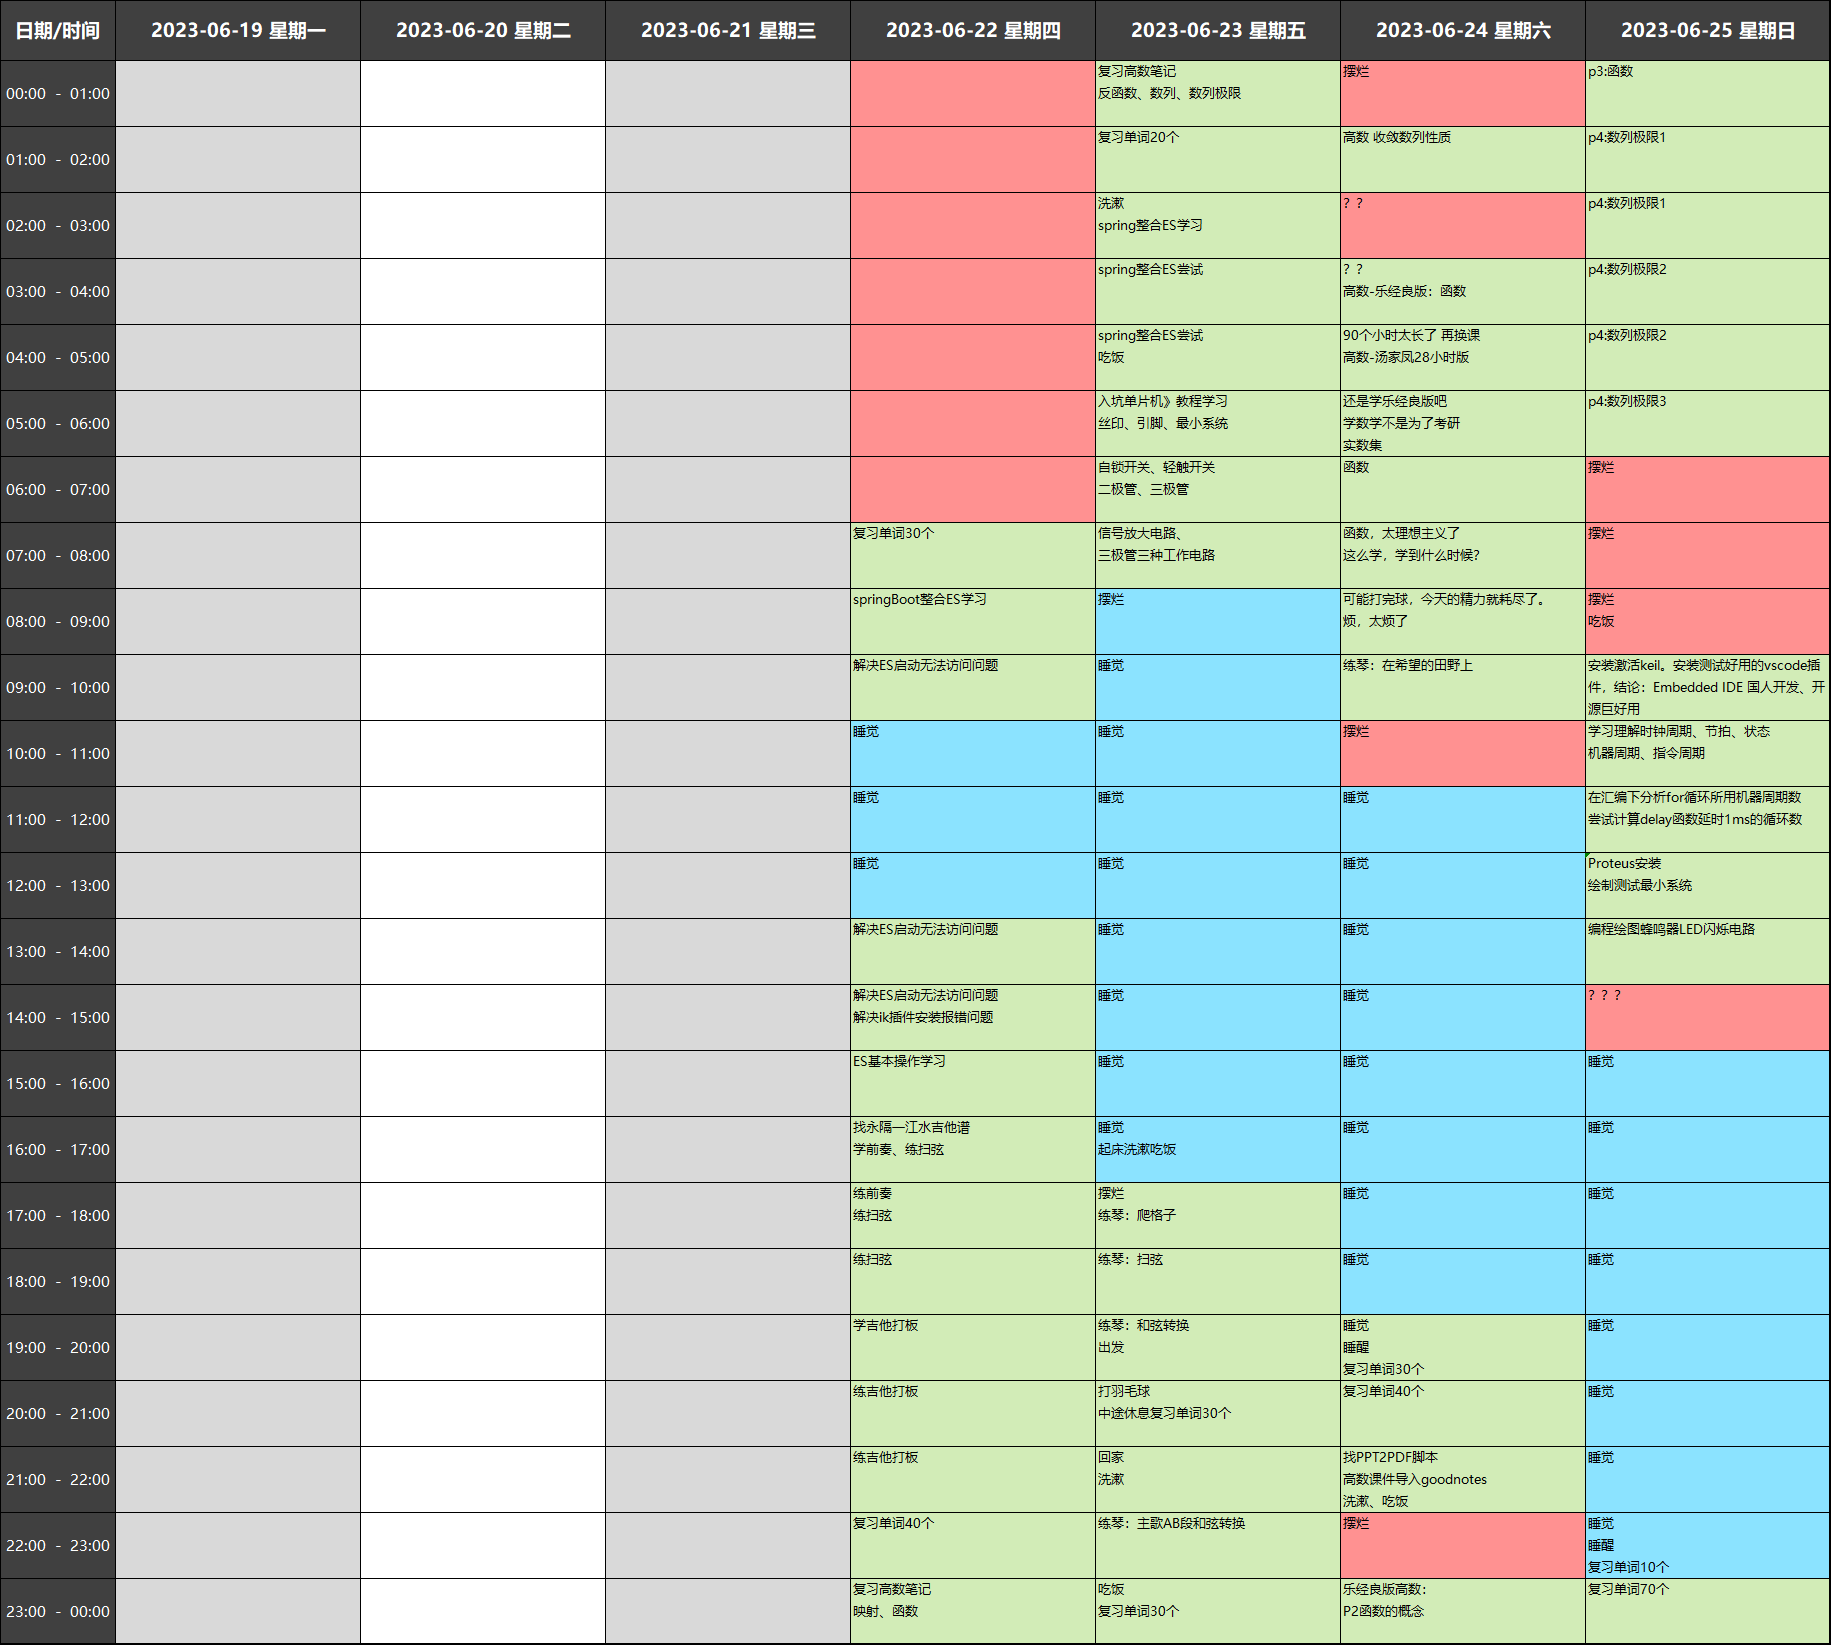 日期/时间 2023-06-19 星期一 2023-06-20 星期二 2023-06-21 星期三 2023-06-22 星期四 2023-06-23 星期五 2023-06-24 星期六 2023-06-25 星期日
00:00 - 01:00
复习高数笔记
反函数、数列、数列极限
摆烂
p3:函数
01:00 - 02:00
复习单词20个
高数 收敛数列性质
p4:数列极限1
02:00 - 03:00
洗漱
spring整合ES学习
？？
p4:数列极限1
03:00 - 04:00
spring整合ES尝试
？？
高数-乐经良版：函数
p4:数列极限2
04:00 - 05:00
spring整合ES尝试
吃饭
90个小时太长了 再换课
高数-汤家凤28小时版
p4:数列极限2
05:00 - 06:00
入坑单片机》教程学习
丝印、引脚、最小系统
还是学乐经良版吧
学数学不是为了考研
实数集
p4:数列极限3
06:00 - 07:00
自锁开关、轻触开关
二极管、三极管
函数
摆烂
07:00 - 08:00
复习单词30个
信号放大电路、
三极管三种工作电路
函数，太理想主义了
这么学，学到什么时候？
摆烂
08:00 - 09:00
springBoot整合ES学习
摆烂
可能打完球，今天的精力就耗尽了。
烦，太烦了
摆烂
吃饭
09:00 - 10:00
解决ES启动无法访问问题
睡觉
练琴：在希望的田野上
安装激活keil。安装测试好用的vscode插
件，结论：Embedded IDE 国人开发、开
源巨好用
10:00 - 11:00
睡觉
睡觉
摆烂
学习理解时钟周期、节拍、状态
机器周期、指令周期
11:00 - 12:00
睡觉
睡觉
睡觉
在汇编下分析for循环所用机器周期数
尝试计算delay函数延时1ms的循环数
12:00 - 13:00
睡觉
睡觉
睡觉
Proteus安装
绘制测试最小系统
13:00 - 14:00
解决ES启动无法访问问题
睡觉
睡觉
编程绘图蜂鸣器LED闪烁电路
14:00 - 15:00
解决ES启动无法访问问题
解决ik插件安装报错问题
睡觉
睡觉
？？？
15:00 - 16:00
ES基本操作学习
睡觉
睡觉
睡觉
16:00 - 17:00
找永隔一江水吉他谱
学前奏、练扫弦
睡觉
起床洗漱吃饭
睡觉
睡觉
17:00 - 18:00
练前奏
练扫弦
摆烂
练琴：爬格子
睡觉
睡觉
18:00 - 19:00
练扫弦
练琴：扫弦
睡觉
睡觉
19:00 - 20:00
学吉他打板
练琴：和弦转换
出发
睡觉
睡醒
复习单词30个
睡觉
20:00 - 21:00
练吉他打板
打羽毛球
中途休息复习单词30个
复习单词40个
睡觉
21:00 - 22:00
练吉他打板
回家
洗漱
找PPT2PDF脚本
高数课件导入goodnotes
洗漱、吃饭
睡觉
22:00 - 23:00
复习单词40个
练琴：主歌AB段和弦转换
摆烂
睡觉
睡醒
复习单词10个
23:00 - 00:00
复习高数笔记
映射、函数
吃饭
复习单词30个
乐经良版高数：
P2函数的概念
复习单词70个